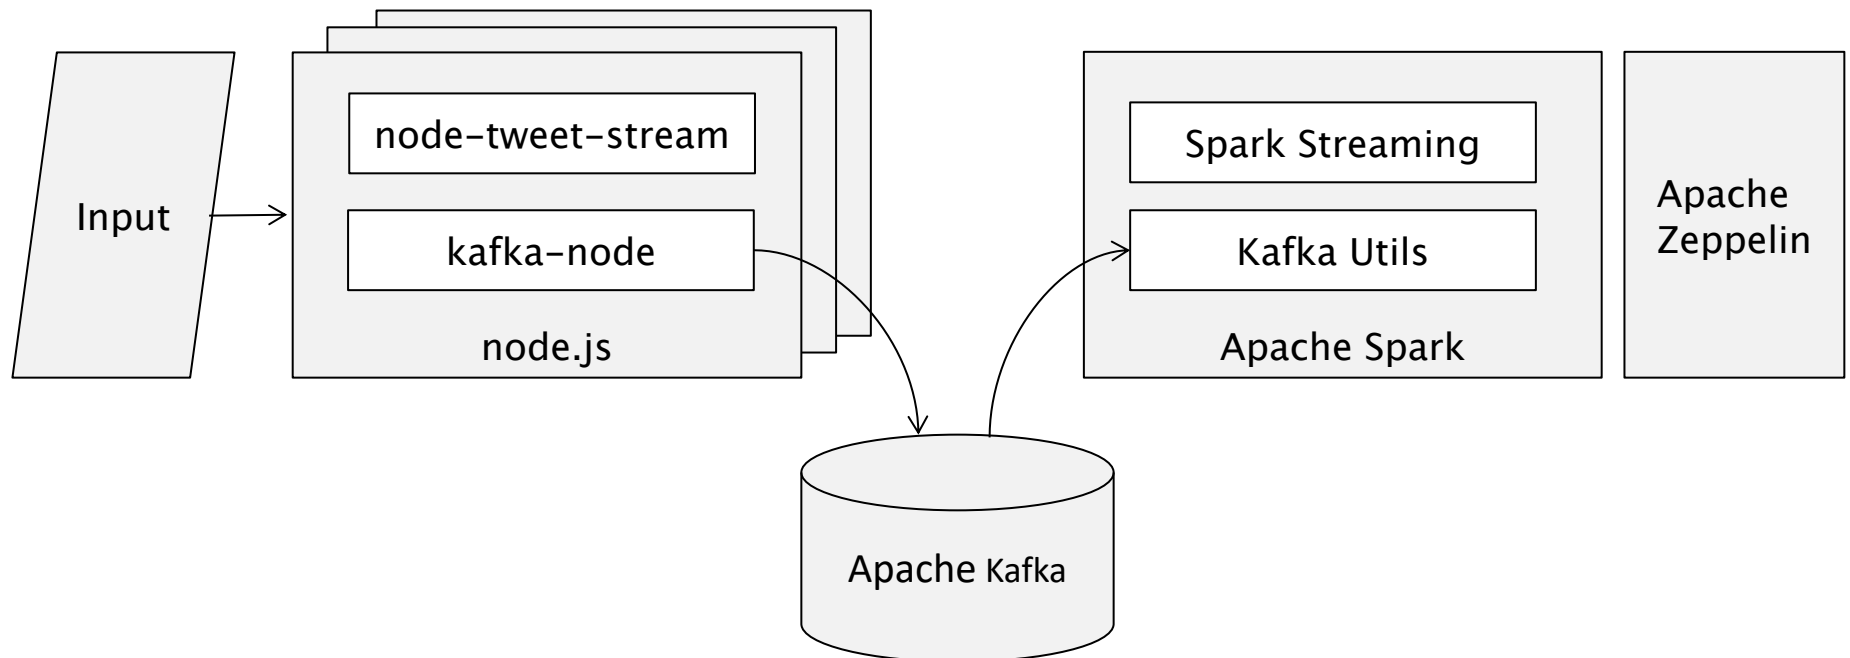 Input
node-tweet-stream
kafka-node
node.js
Spark Streaming
Kafka Utils
Apache Spark
Apache
Zeppelin
Apache Kafka